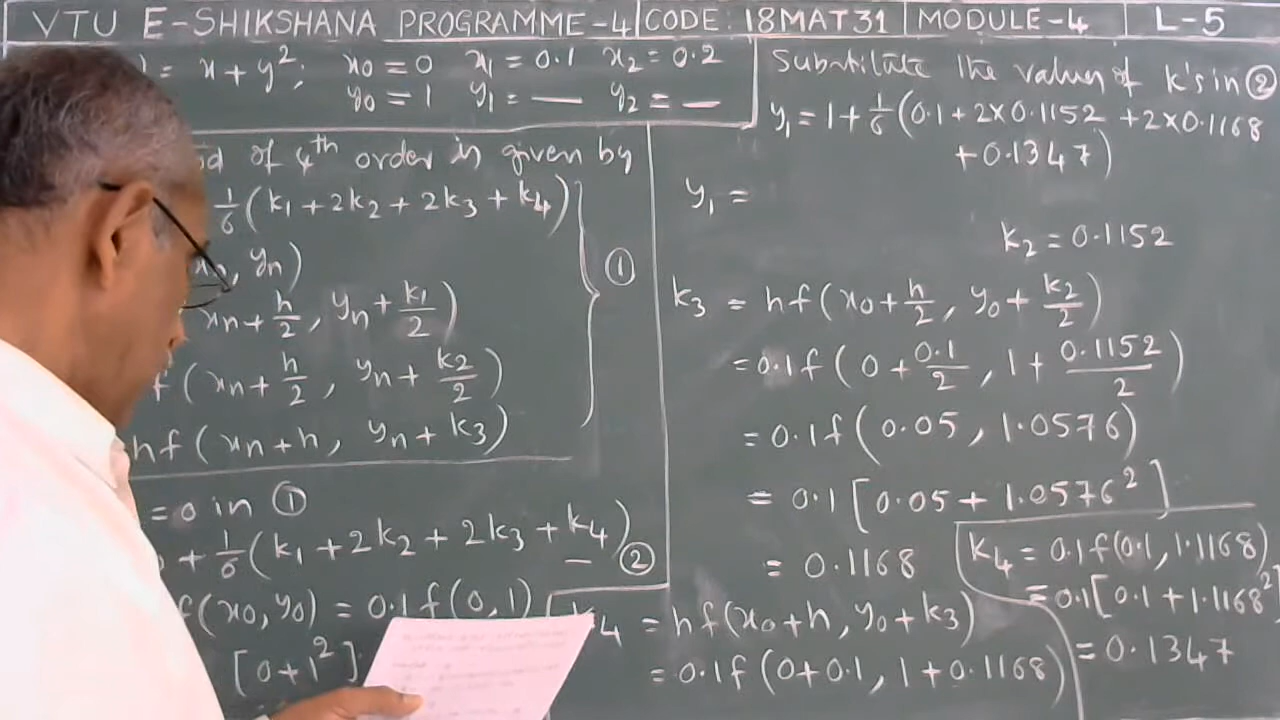 VTU E-SHIKSHANA PROGRAMME-4 CODE: 18MAT31 MODULE-4 L-5
) = x + y²; x₀ = 0 x₁ = 0.1 x₂ = 0.2
y₀ = 1 y₁ = — y₂ = —
of 4th order is given by
1/6 (k₁ + 2k₂ + 2k₃ + k₄)
xₙ, yₙ)
xₙ + h/2, yₙ + k₁/2)
f(xₙ + h/2, yₙ + k₂/2)
hf(xₙ + h, yₙ + k₃)
①
= 0 in ①
+ 1/6 (k₁ + 2k₂ + 2k₃ + k₄) — ②
f(x₀, y₀) = 0.1 f(0, 1)
[0 + 1²]
Substitute the values of k's in ②
y₁ = 1 + 1/6 (0.1 + 2×0.1152 + 2×0.1168
+ 0.1347)
y₁ =
k₂ = 0.1152
k₃ = hf(x₀ + h/2, y₀ + k₂/2)
= 0.1f(0 + 0.1/2, 1 + 0.1152/2)
= 0.1f(0.05, 1.0576)
= 0.1[0.05 + 1.0576²]
= 0.1168
k₄ = hf(x₀+h, y₀+k₃)
= 0.1f(0+0.1, 1+0.1168)
k₄ = 0.1f(0.1, 1.1168)
= 0.1[0.1 + 1.1168²]
= 0.1347